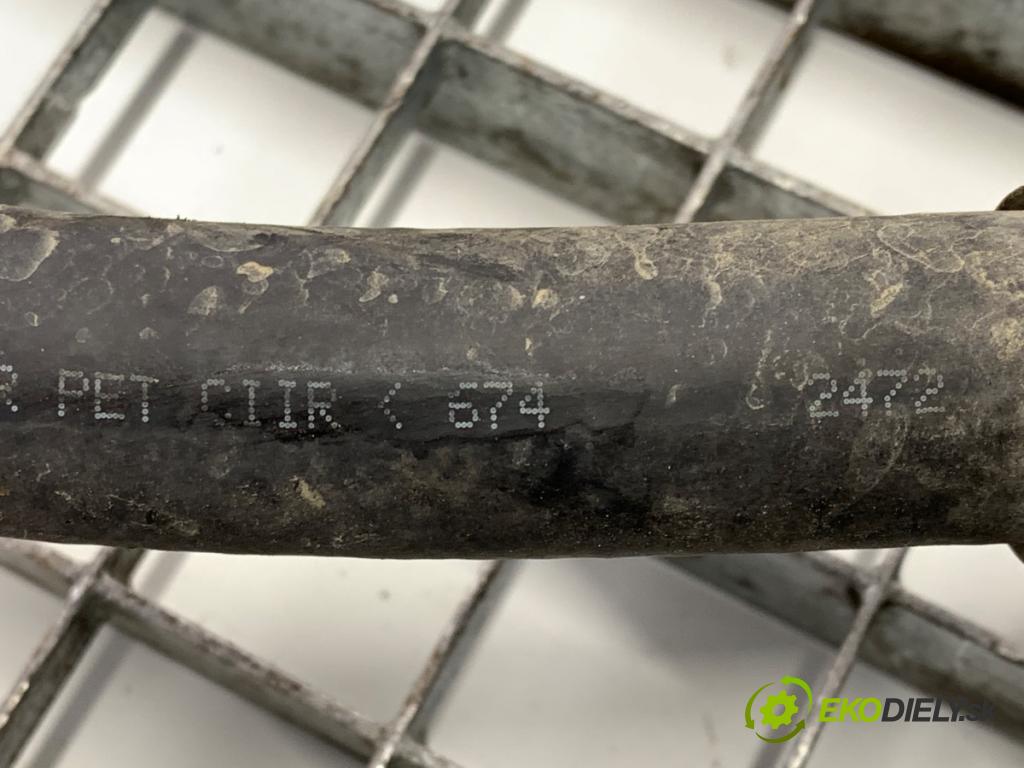 PET CIIR < 674 2472
EKODIELY.sk